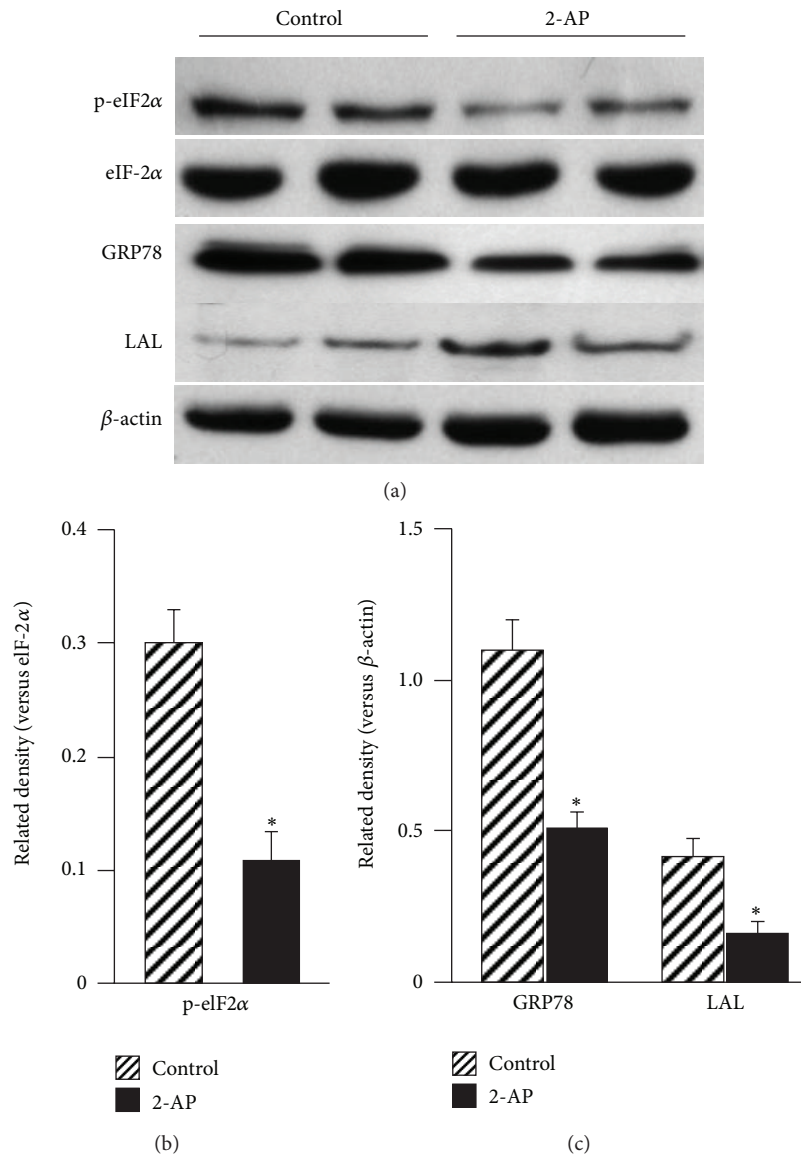 Control 2-AP
p-eIF2α
eIF-2α
GRP78
LAL
β-actin
(a)
Related density (versus elF-2α)
0.4
0.3
0.2
0.1
0
*
p-elF2α
Control
2-AP
(b)
Related density (versus β-actin)
1.5
1.0
0.5
0
*
*
GRP78 LAL
Control
2-AP
(c)